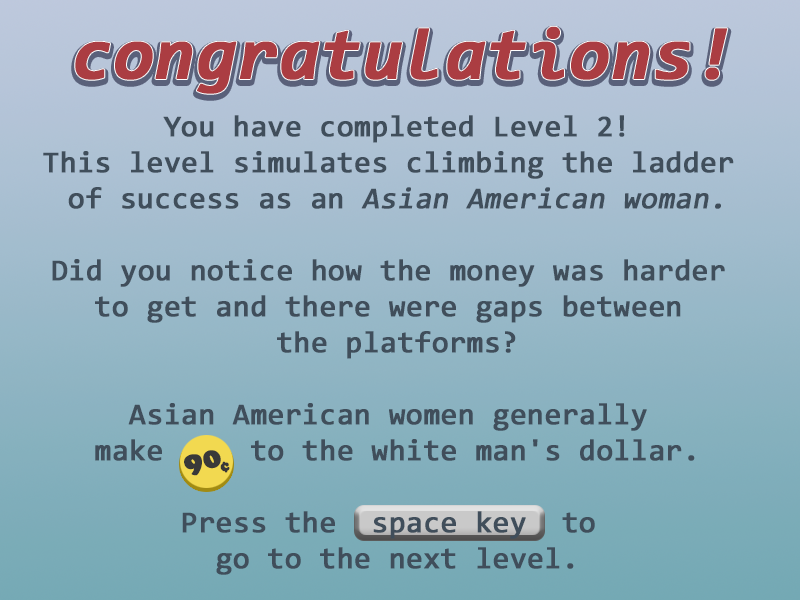 congratulations!
You have completed Level 2!
This level simulates climbing the ladder
of success as an Asian American woman.
Did you notice how the money was harder
to get and there were gaps between
the platforms?
Asian American women generally
make 90¢ to the white man's dollar.
Press the space key to
go to the next level.